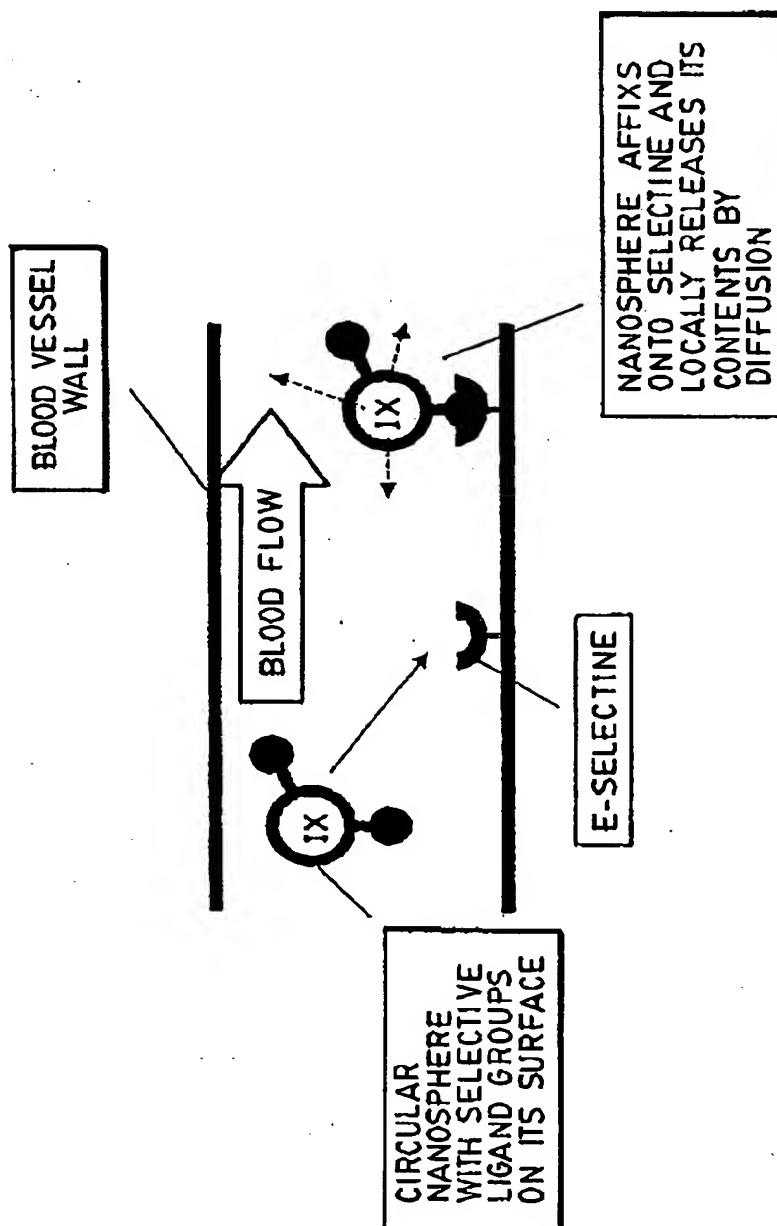 BLOOD VESSEL
WALL
BLOOD FLOW
IX
IX
CIRCULAR
NANOSPHERE
WITH SELECTIVE
LIGAND GROUPS
ON ITS SURFACE
E-SELECTINE
NANOSPHERE AFFIXS
ONTO SELECTINE AND
LOCALLY RELEASES ITS
CONTENTS BY
DIFFUSION